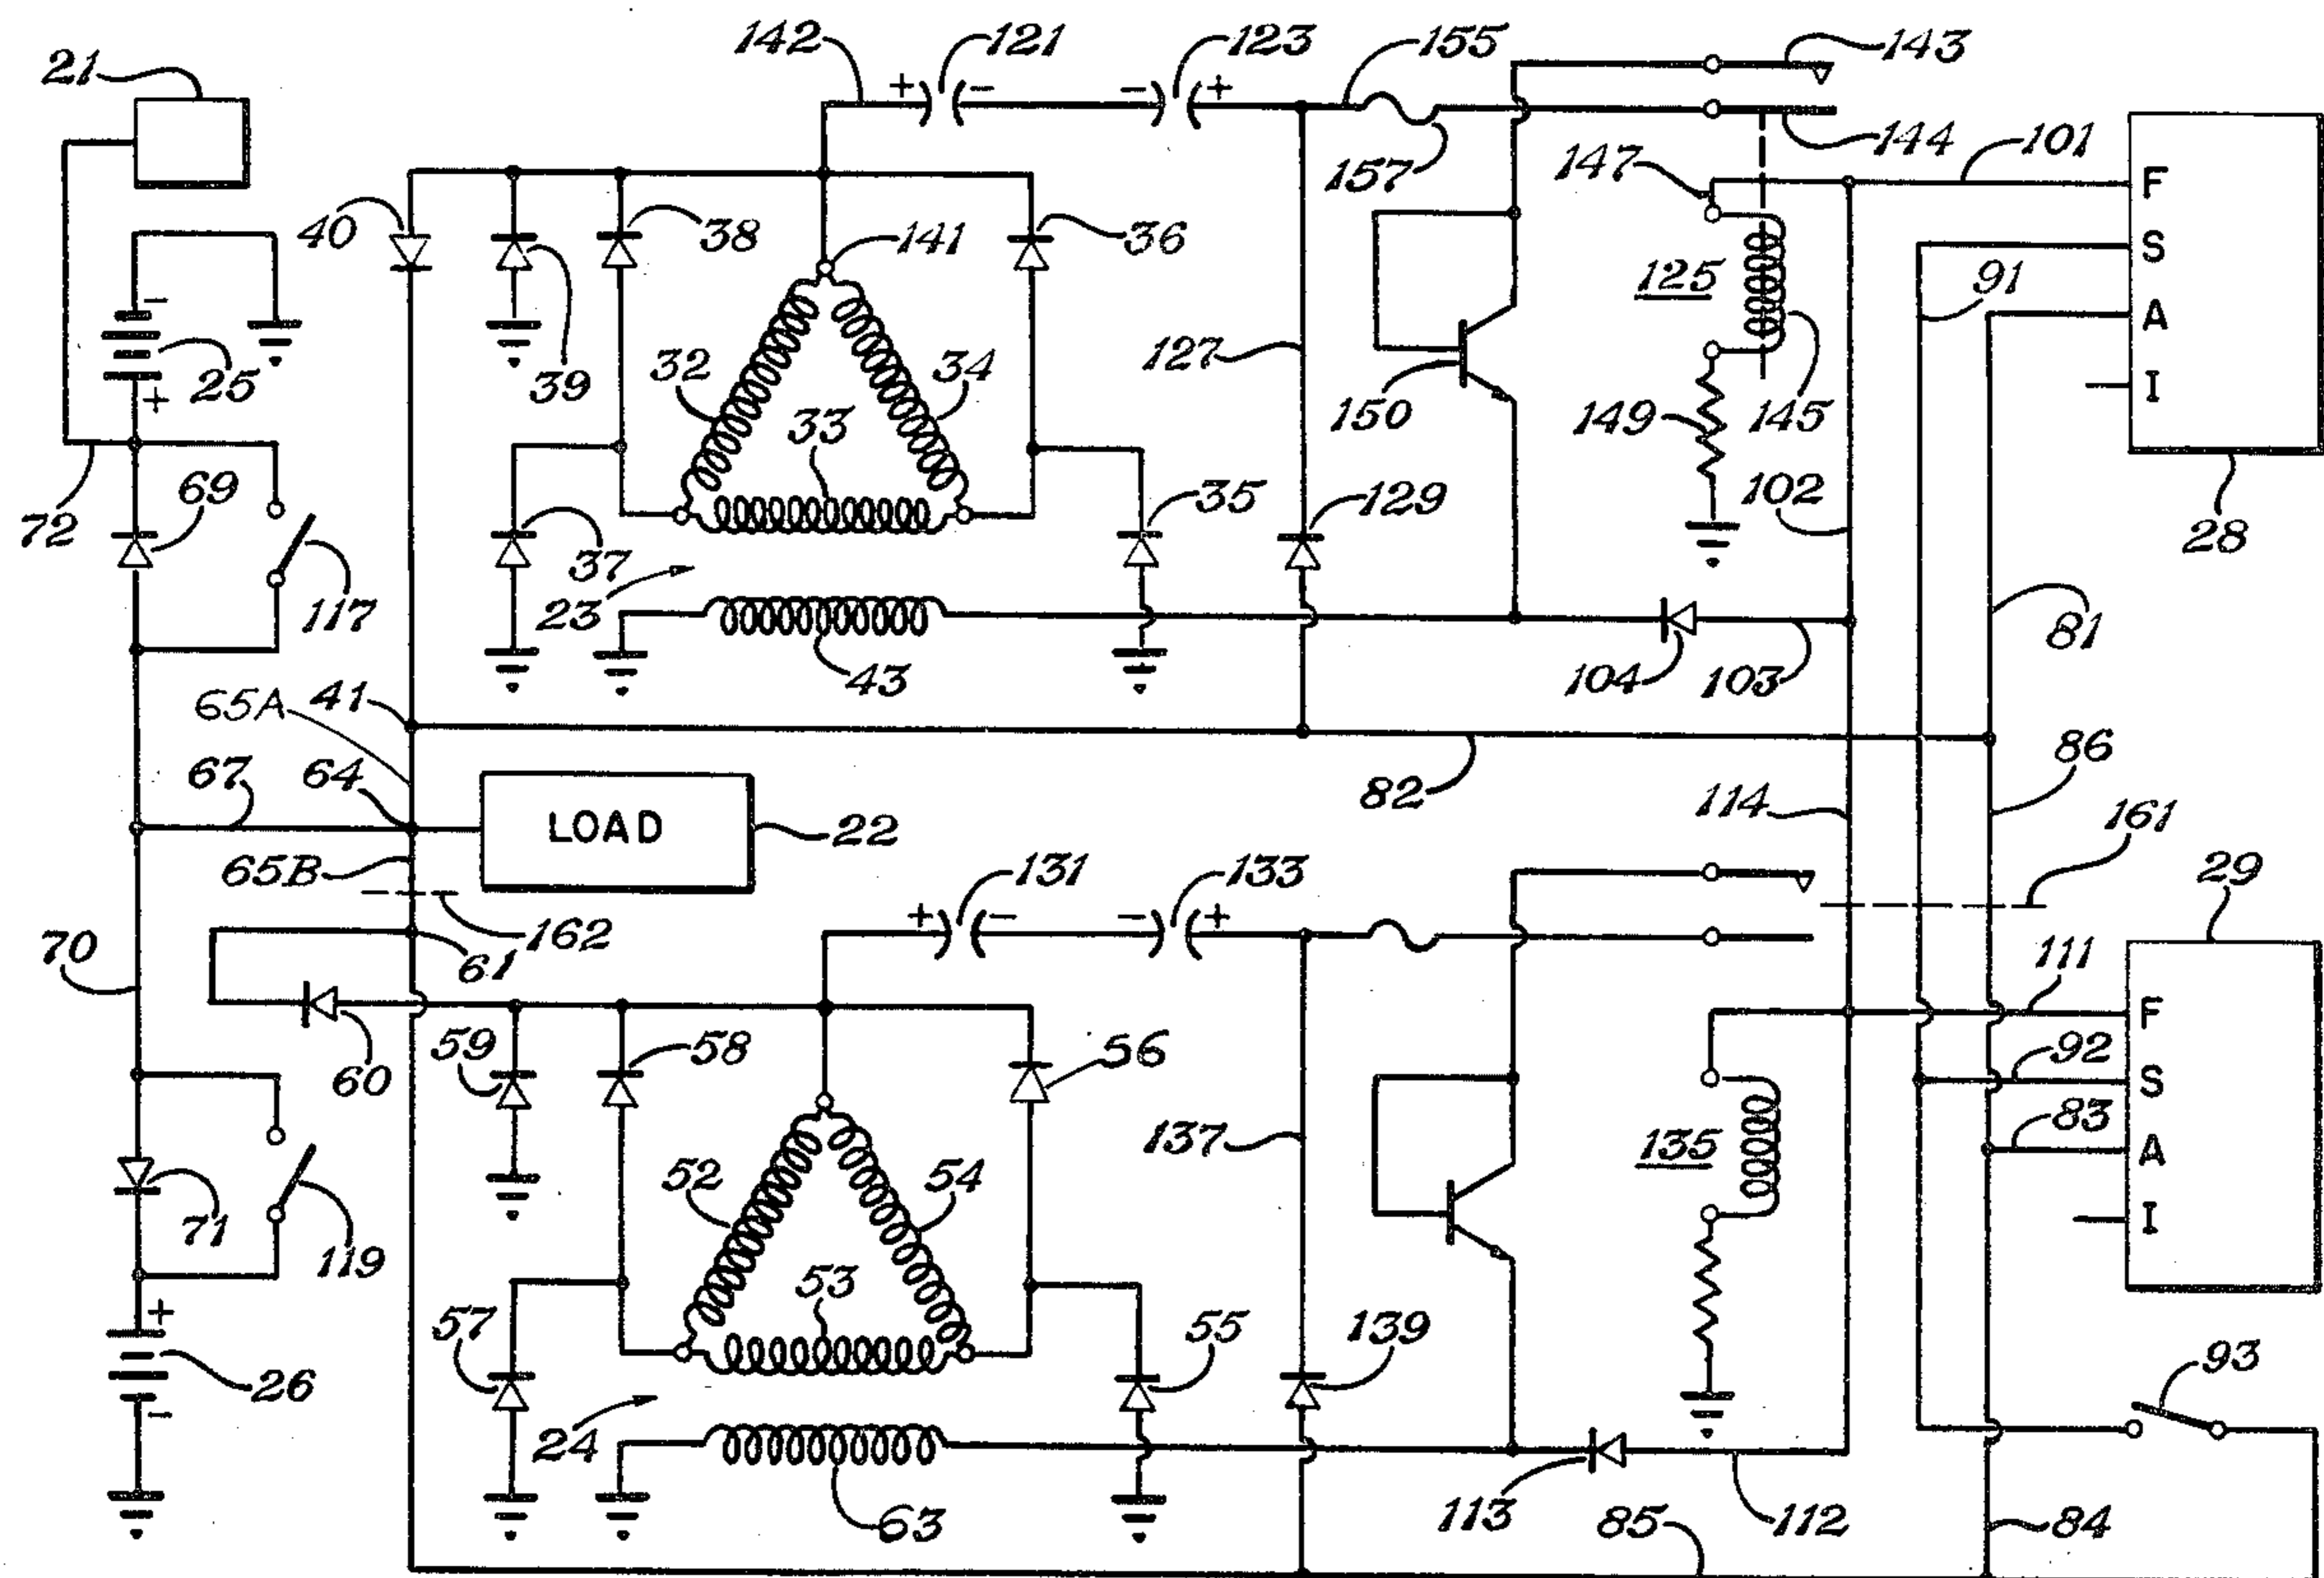 142 121 123 155 143
21
144 101
157 147
F
40 38 141 36
S
91
125
A
- 25 39 32 34 127 150 149 145 I
+
33
102
69 35 129
72 37 28
23
117 81
43 104 103
65A 41
86
67 64 82 114 161
LOAD 22
65B 131 133 29
+ - - +
162
70 61 111
F
59 58 56 92
60 S
83
137 135 A
52 54
71 I
119 53
+
57 55 139 93
26
24
-
113 85 112 84
63
+ - - +